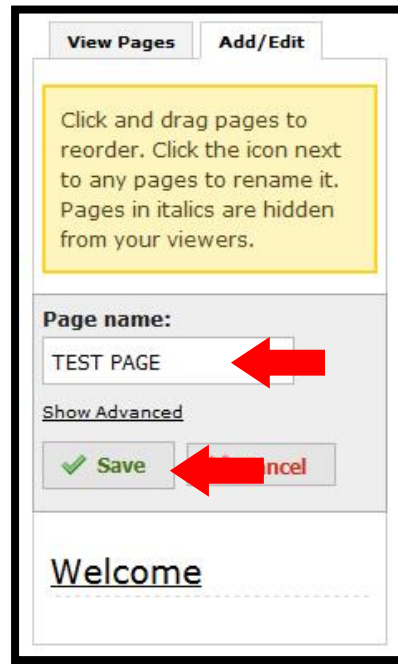 View Pages Add/Edit
Click and drag pages to
reorder. Click the icon next
to any pages to rename it.
Pages in italics are hidden
from your viewers.
Page name:
TEST PAGE
Show Advanced
Save
Welcome